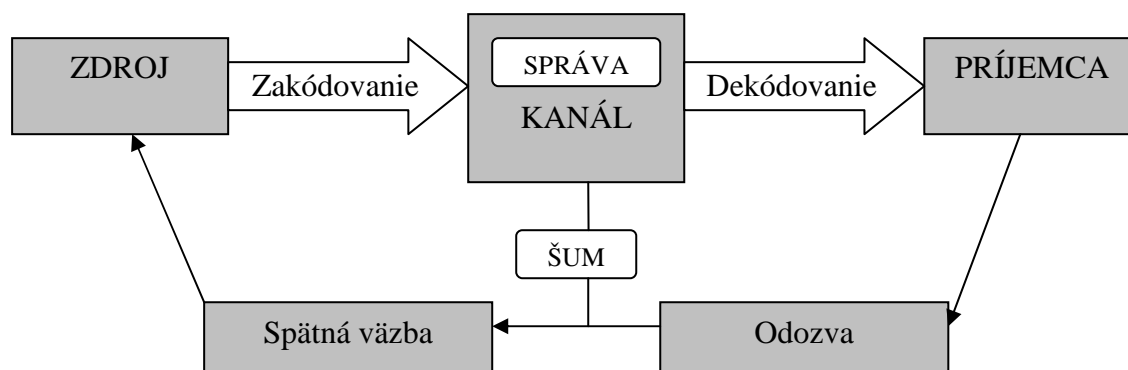 ZDROJ
Zakódovanie
SPRÁVA
KANÁL
Dekódovanie
PRÍJEMCA
ŠUM
Spätná väzba
Odozva